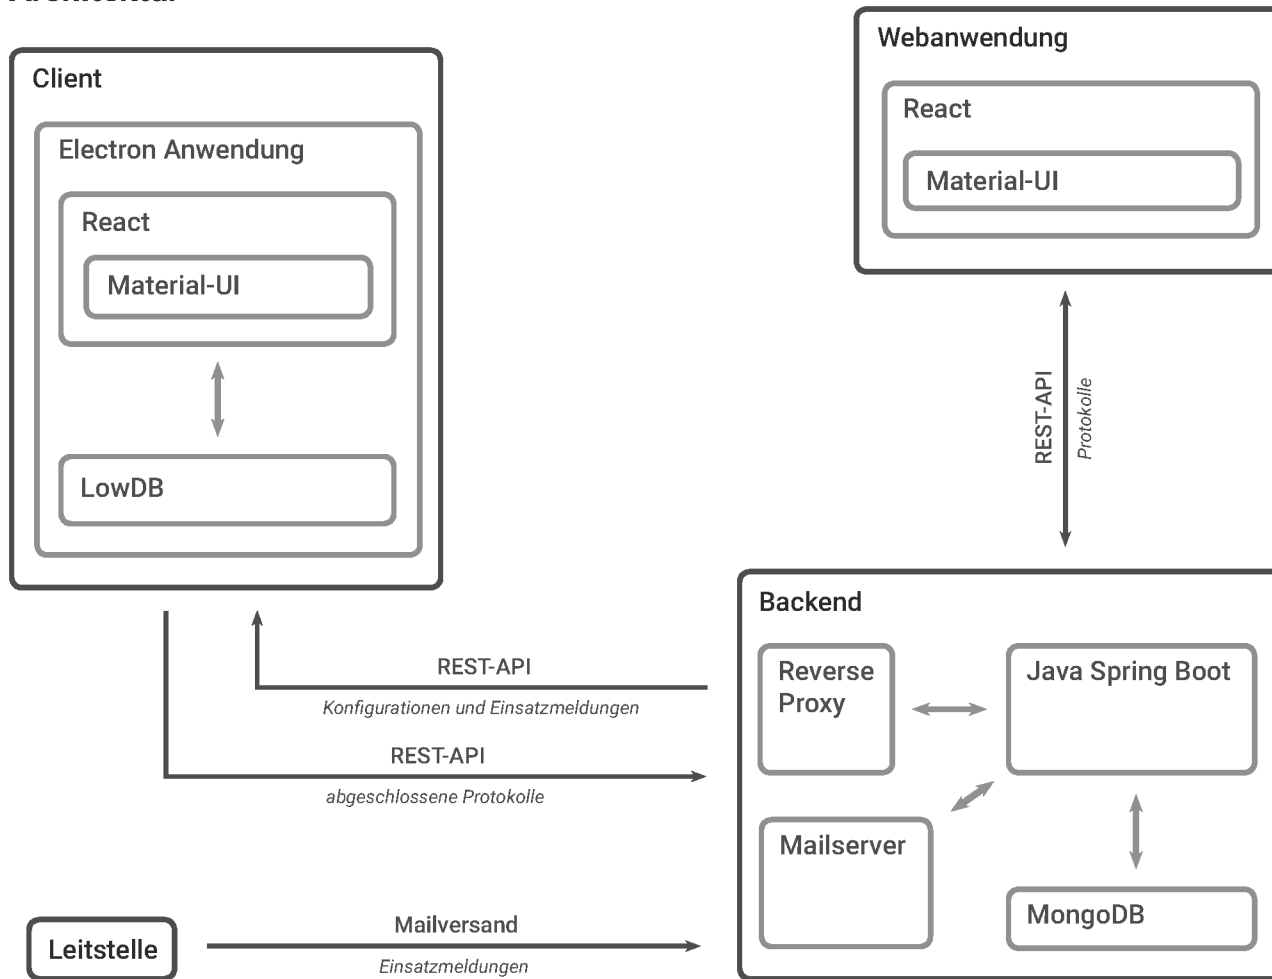 Client
Electron Anwendung
React
Material-UI
LowDB
Webanwendung
React
Material-UI
REST-API
Protokolle
REST-API
Konfigurationen und Einsatzmeldungen
REST-API
abgeschlossene Protokolle
Backend
Reverse
Proxy
Java Spring Boot
Mailserver
MongoDB
Leitstelle
Mailversand
Einsatzmeldungen